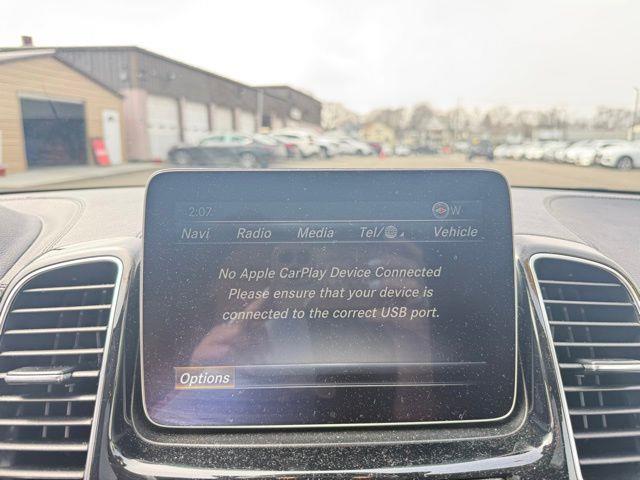 2:07 W
Navi Radio Media Tel/ Vehicle
No Apple CarPlay Device Connected
Please ensure that your device is
connected to the correct USB port.
Options